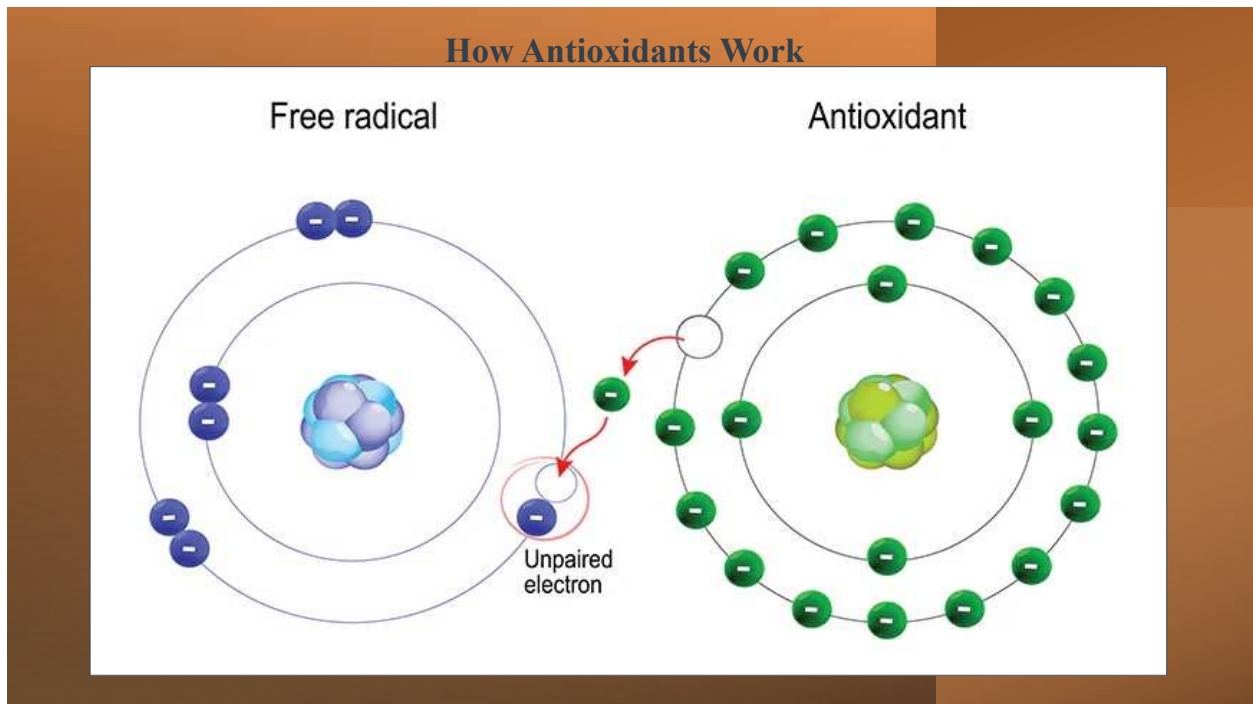 How Antioxidants Work
Free radical
Antioxidant
Unpaired
electron